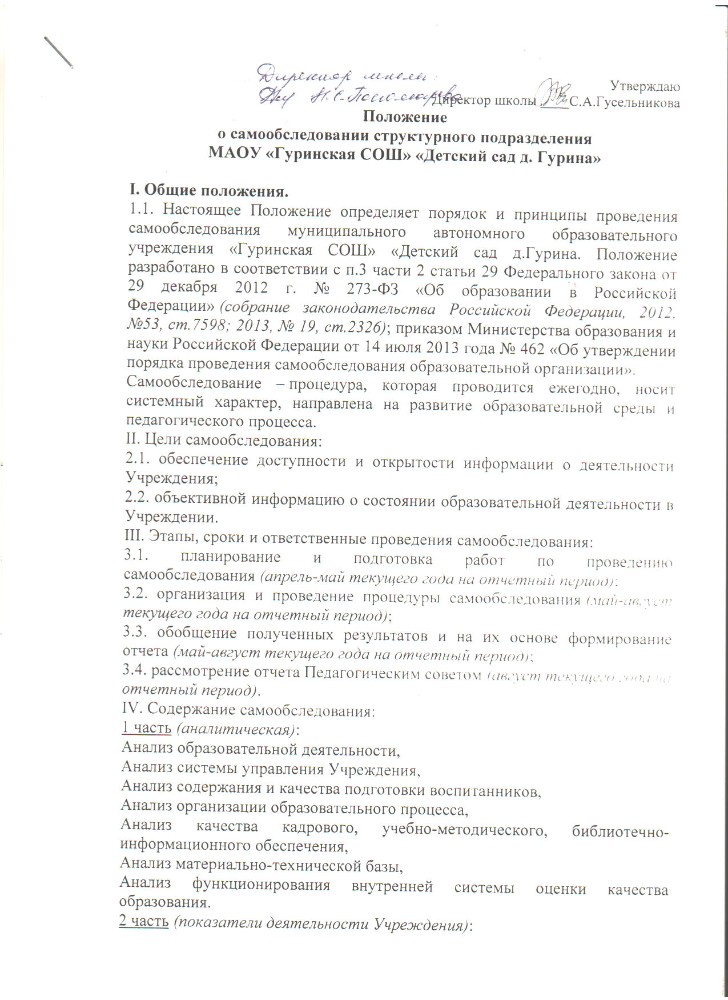 Директор школы
Н.С.Пономарева
Утверждаю
Директор школы ____С.А.Гусельникова
Положение
о самообследовании структурного подразделения
МАОУ «Гуринская СОШ» «Детский сад д. Гурина»
I. Общие положения.
1.1. Настоящее Положение определяет порядок и принципы проведения
самообследования муниципального автономного образовательного
учреждения «Гуринская СОШ» «Детский сад д.Гурина. Положение
разработано в соответствии с п.3 части 2 статьи 29 Федерального закона от
29 декабря 2012 г. № 273-ФЗ «Об образовании в Российской
Федерации» (собрание законодательства Российской Федерации, 2012,
№53, ст.7598; 2013, № 19, ст.2326); приказом Министерства образования и
науки Российской Федерации от 14 июля 2013 года № 462 «Об утверждении
порядка проведения самообследования образовательной организации».
Самообследование – процедура, которая проводится ежегодно, носит
системный характер, направлена на развитие образовательной среды и
педагогического процесса.
II. Цели самообследования:
2.1. обеспечение доступности и открытости информации о деятельности
Учреждения;
2.2. объективной информацию о состоянии образовательной деятельности в
Учреждении.
III. Этапы, сроки и ответственные проведения самообследования:
3.1. планирование и подготовка работ по проведению
самообследования (апрель-май текущего года на отчетный период);
3.2. организация и проведение процедуры самообследования (май-август
текущего года на отчетный период);
3.3. обобщение полученных результатов и на их основе формирование
отчета (май-август текущего года на отчетный период);
3.4. рассмотрение отчета Педагогическим советом (август текущего года на
отчетный период).
IV. Содержание самообследования:
1 часть (аналитическая):
Анализ образовательной деятельности,
Анализ системы управления Учреждения,
Анализ содержания и качества подготовки воспитанников,
Анализ организации образовательного процесса,
Анализ качества кадрового, учебно-методического, библиотечно-
информационного обеспечения,
Анализ материально-технической базы,
Анализ функционирования внутренней системы оценки качества
образования.
2 часть (показатели деятельности Учреждения):